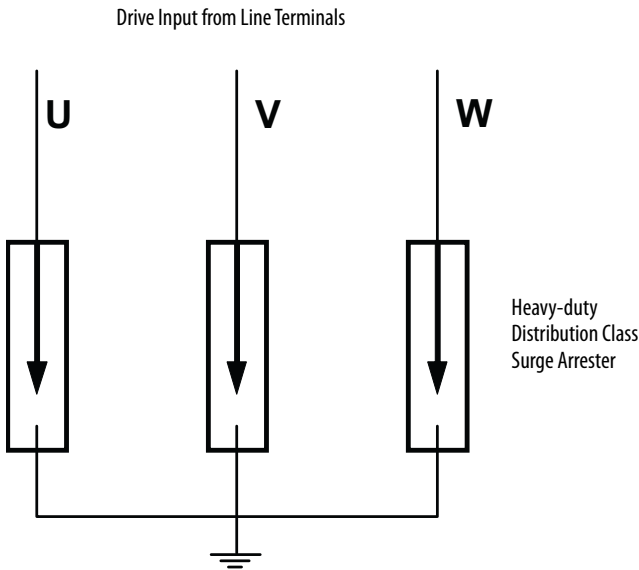 Drive Input from Line Terminals
U
V
W
Heavy-duty
Distribution Class
Surge Arrester